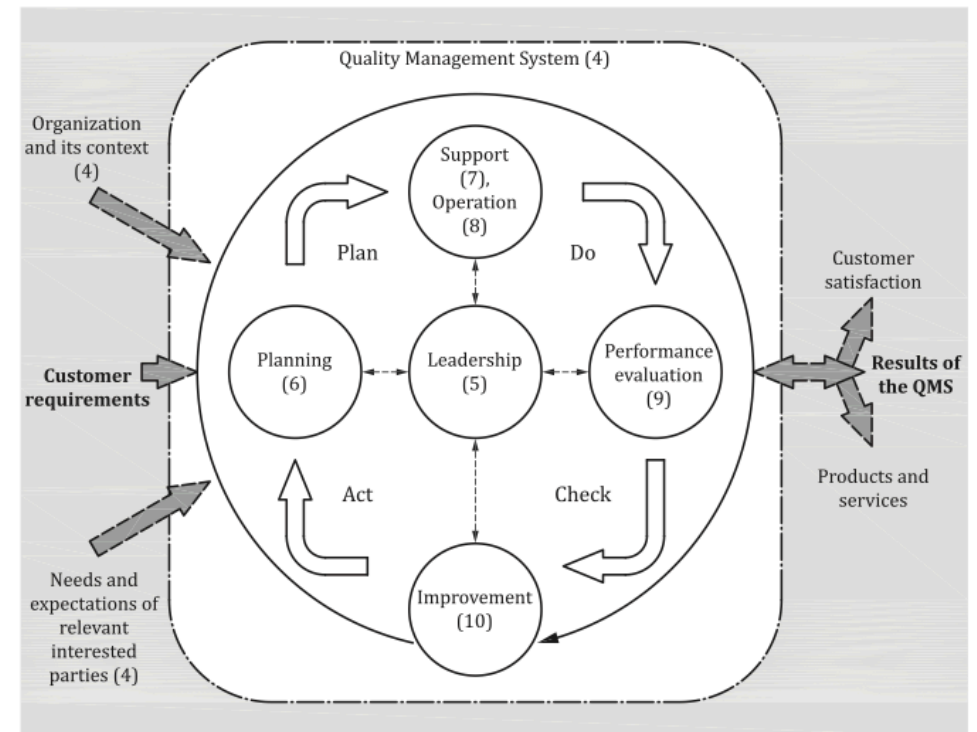 Quality Management System (4)
Organization
and its context
(4)
Support
(7),
Operation
(8)
Plan
Do
Customer
satisfaction
Customer
requirements
Planning
(6)
Leadership
(5)
Performance
evaluation
(9)
Results of
the QMS
Act
Check
Products and
services
Needs and
expectations of
relevant
interested
parties (4)
Improvement
(10)